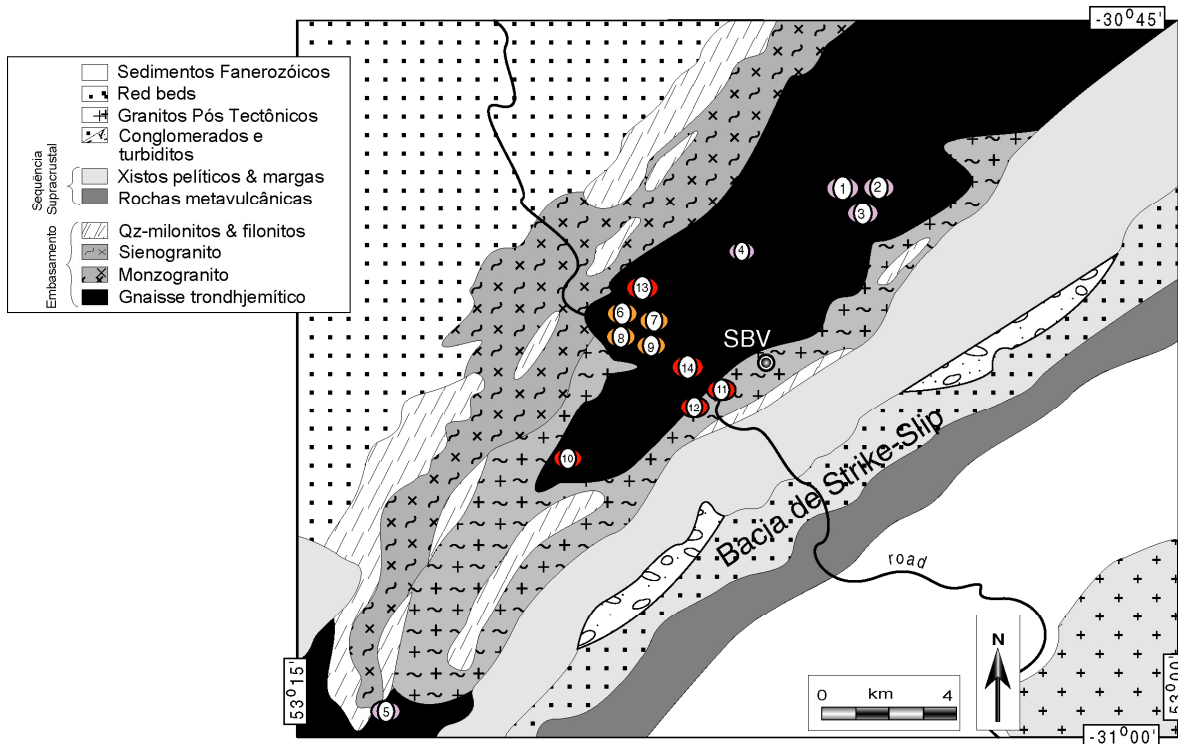 -30°45'
Sedimentos Fanerozóicos
Red beds
Granitos Pós Tectônicos
Conglomerados e
turbiditos
Sequência
Supracrustal
Xistos pelíticos & margas
Rochas metavulcânicas
Embasamento
Qz-milonitos & filonitos
Sienogranito
Monzogranito
Gnaisse trondhjemítico
1
2
3
4
13
6
7
8
9
SBV
14
11
12
10
Bacia de Strike-Slip
road
N
53°15'
53°00'
0 km 4
5
-31°00'